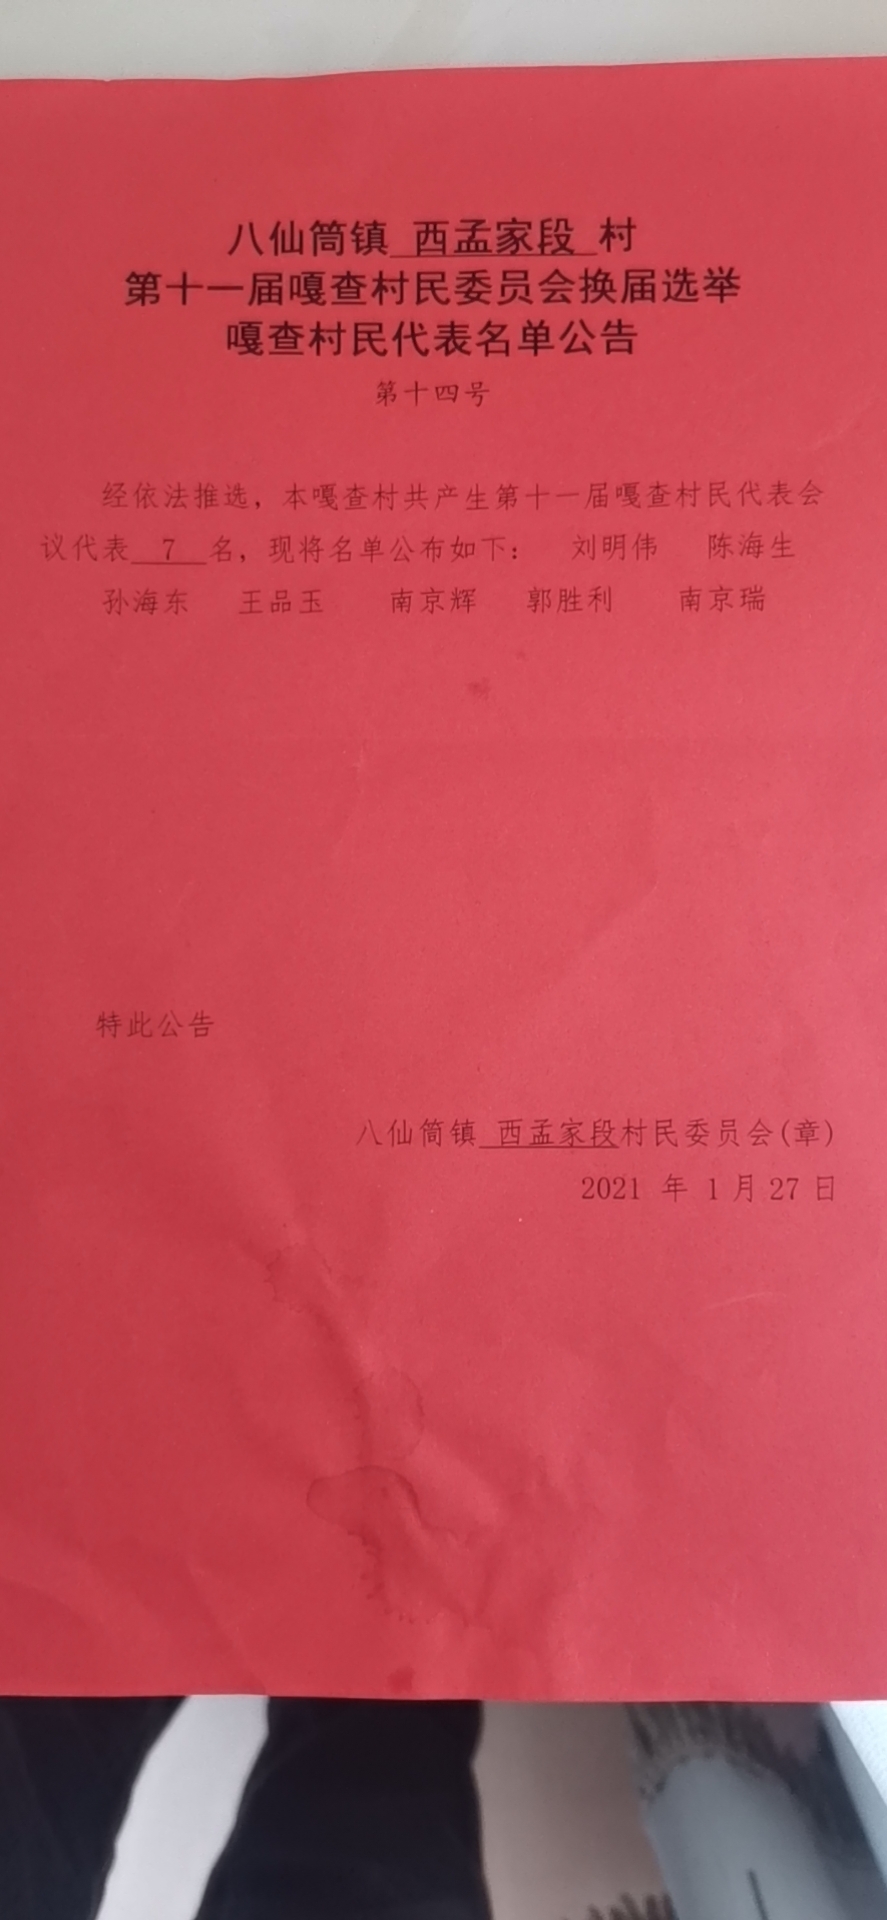 八仙筒镇 西孟家段 村
第十一届嘎查村民委员会换届选举
嘎查村民代表名单公告
第十四号
经依法推选，本嘎查村共产生第十一届嘎查村民代表会
议代表 7 名，现将名单公布如下： 刘明伟 陈海生
孙海东 王品玉 南京辉 郭胜利 南京瑞
特此公告
八仙筒镇 西孟家段村民委员会(章)
2021 年 1月27日